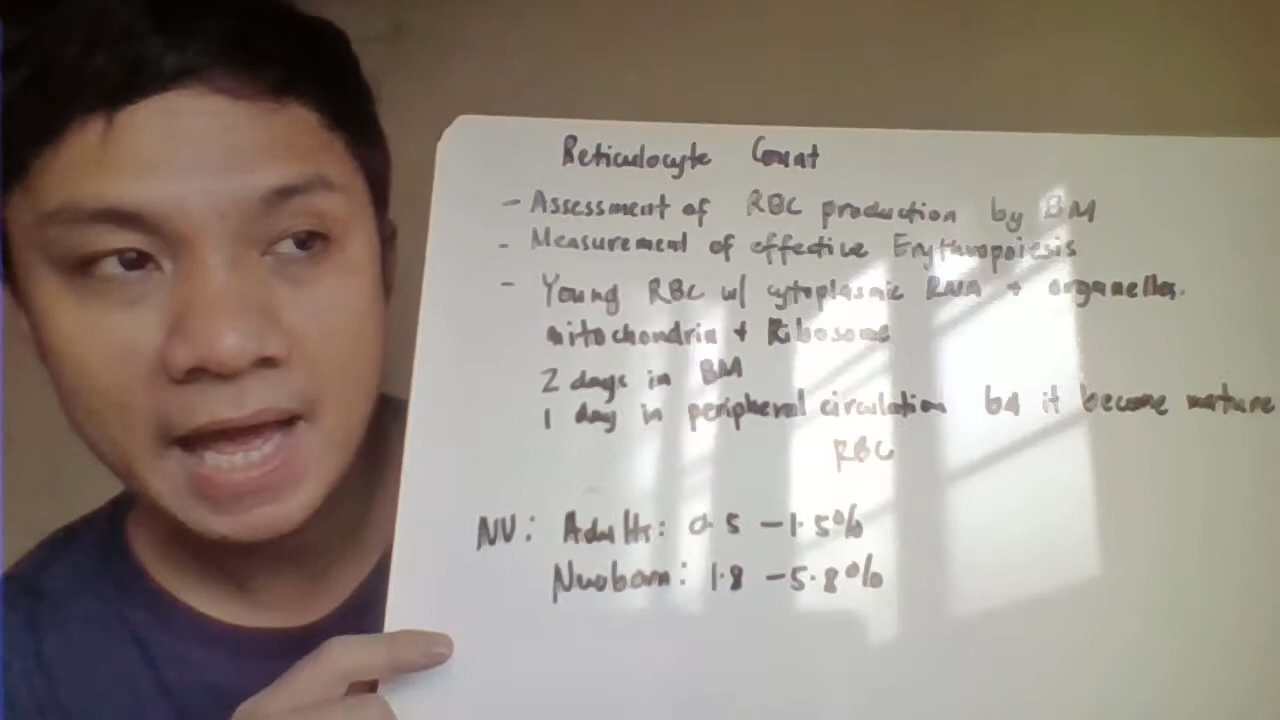 Reticulocyte Count
- Assessment of RBC production by BM
- Measurement of effective Erythropoiesis
- Young RBC w/ cytoplasmic RNA + organelles.
mitochondria + Ribosome
2 days in BM
1 day in peripheral circulation b4 it become mature
RBC
NV: Adults: 0.5 - 1.5%
Newborn: 1.8 - 5.8%